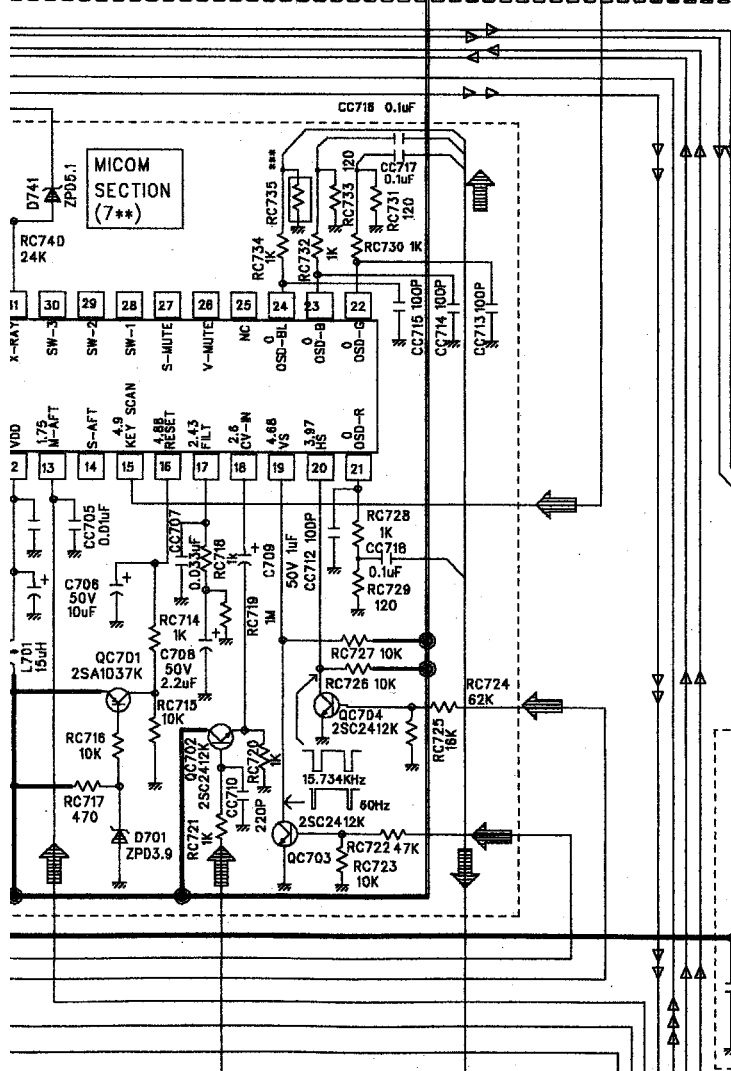 CC716 0.1uF
MICOM
SECTION
(7**)
D741
ZPD5.1
RC740
24K
***
RC735
120
RC733
CC717
0.1uF
RC731
120
RC734
1K
RC732
1K
RC730 1K
CC715 100P
CC714 100P
CC713 100P
31
30
29
28
27
26
25
24
23
22
X-RAY
SW-3
SW-2
SW-1
S-MUTE
V-MUTE
NC
0
OSD-BL
0
OSD-B
0
OSD-G
VDD
1.75
M-AFT
S-AFT
4.9
KEY SCAN
4.88
RESET
2.43
FILT
2.6
CV-IN
4.68
VS
3.97
HS
0
OSD-R
2
13
14
15
16
17
18
19
20
21
CC705
0.01uF
CC707
0.033uF
RC718
1k
C709
50V 1uF
CC712 100P
RC728
1K
CC718
0.1uF
RC729
120
C706
50V
10uF
RC714
1K
C708
50V
2.2uF
RC719
1M
L701
15uH
QC701
2SA1037K
RC727 10K
RC726 10K
RC724
62K
RC715
10K
QC704
2SC2412K
RC725
16K
RC716
10K
QC702
2SC2412K
RC720
1K
15.734KHz
60Hz
RC717
470
CC710
220P
2SC2412K
D701
ZPD3.9
RC721
1K
QC703
RC722 47K
RC723
10K